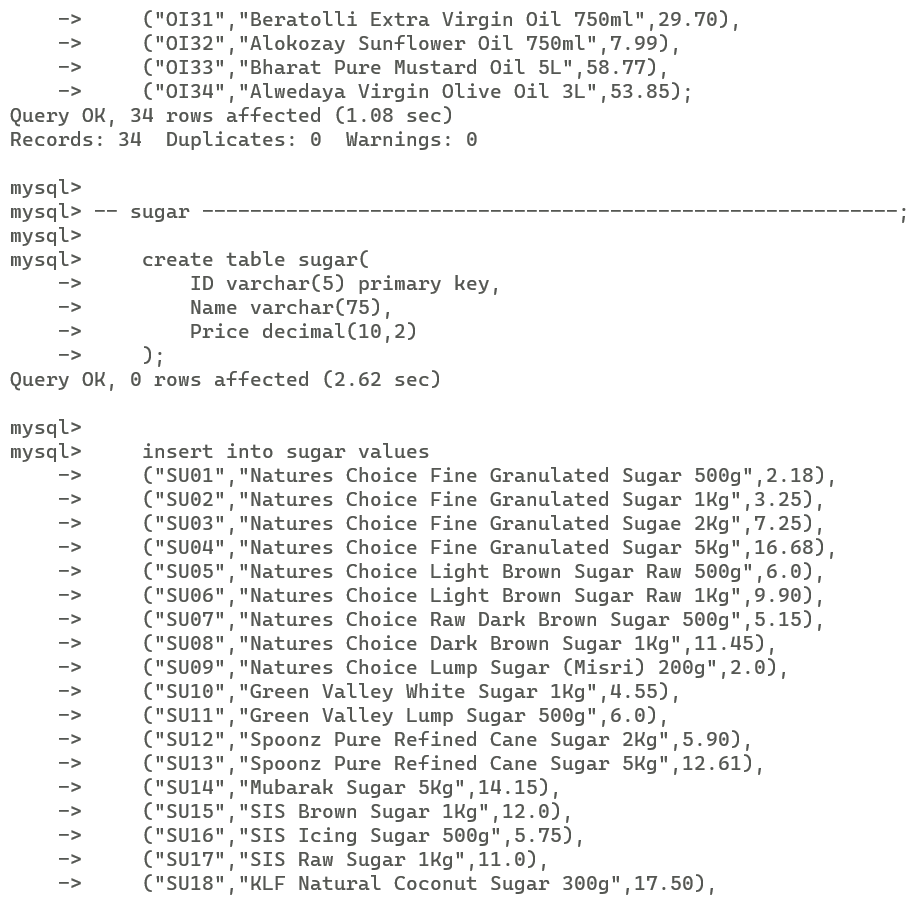 ->     ("OI31","Beratolli Extra Virgin Oil 750ml",29.70),
    ->     ("OI32","Alokozay Sunflower Oil 750ml",7.99),
    ->     ("OI33","Bharat Pure Mustard Oil 5L",58.77),
    ->     ("OI34","Alwedaya Virgin Olive Oil 3L",53.85);
Query OK, 34 rows affected (1.08 sec)
Records: 34  Duplicates: 0  Warnings: 0

mysql>
mysql> -- sugar ----------------------------------------------------------;
mysql>
mysql>     create table sugar(
    ->         ID varchar(5) primary key,
    ->         Name varchar(75),
    ->         Price decimal(10,2)
    ->     );
Query OK, 0 rows affected (2.62 sec)

mysql>
mysql>     insert into sugar values
    ->     ("SU01","Natures Choice Fine Granulated Sugar 500g",2.18),
    ->     ("SU02","Natures Choice Fine Granulated Sugar 1Kg",3.25),
    ->     ("SU03","Natures Choice Fine Granulated Sugae 2Kg",7.25),
    ->     ("SU04","Natures Choice Fine Granulated Sugar 5Kg",16.68),
    ->     ("SU05","Natures Choice Light Brown Sugar Raw 500g",6.0),
    ->     ("SU06","Natures Choice Light Brown Sugar Raw 1Kg",9.90),
    ->     ("SU07","Natures Choice Raw Dark Brown Sugar 500g",5.15),
    ->     ("SU08","Natures Choice Dark Brown Sugar 1Kg",11.45),
    ->     ("SU09","Natures Choice Lump Sugar (Misri) 200g",2.0),
    ->     ("SU10","Green Valley White Sugar 1Kg",4.55),
    ->     ("SU11","Green Valley Lump Sugar 500g",6.0),
    ->     ("SU12","Spoonz Pure Refined Cane Sugar 2Kg",5.90),
    ->     ("SU13","Spoonz Pure Refined Cane Sugar 5Kg",12.61),
    ->     ("SU14","Mubarak Sugar 5Kg",14.15),
    ->     ("SU15","SIS Brown Sugar 1Kg",12.0),
    ->     ("SU16","SIS Icing Sugar 500g",5.75),
    ->     ("SU17","SIS Raw Sugar 1Kg",11.0),
    ->     ("SU18","KLF Natural Coconut Sugar 300g",17.50),